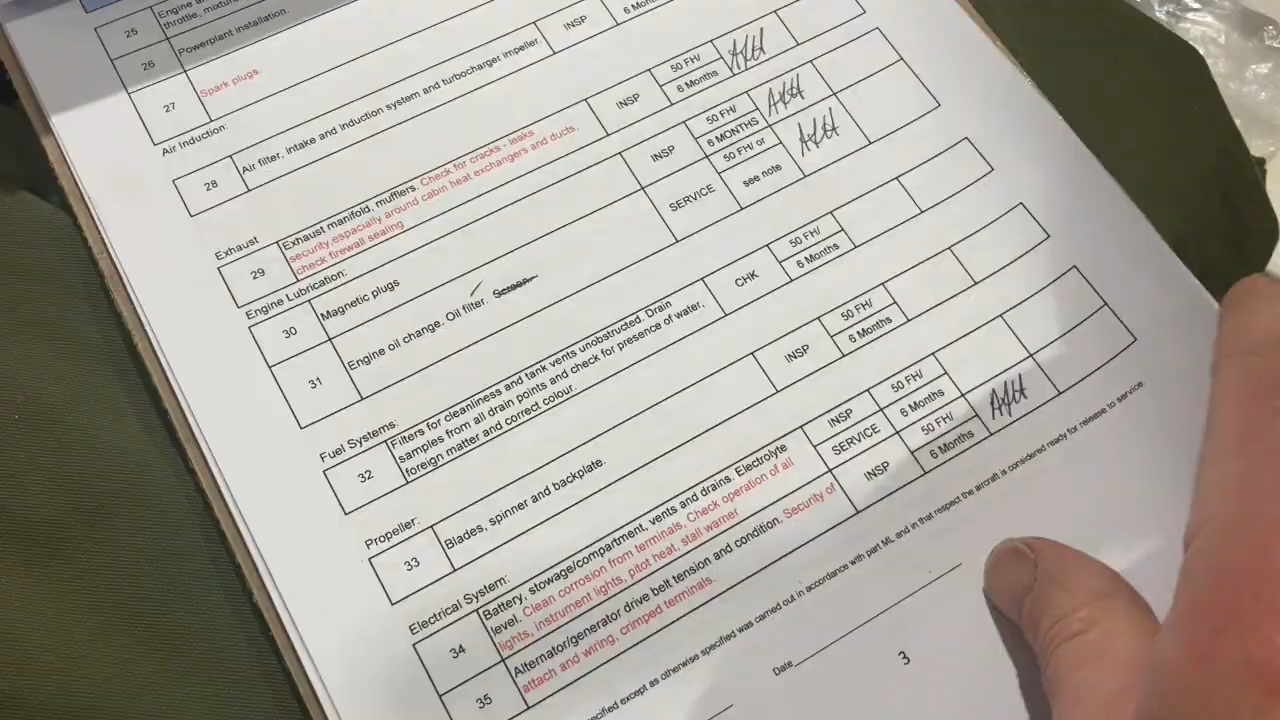 25
Engine
throttle,
26
Powerplant installation.
INSP
27
Spark plugs.
Air Induction:
28
Air filter, intake and induction system and turbocharger impeller.
INSP
50 FH/
6 Months
Exhaust
29
Exhaust manifold, mufflers. Check for cracks - leaks
security,espacially around cabin heat exchangers and ducts,
check firewall sealing
INSP
50 FH/
6 MONTHS
Engine Lubrication:
30
Magnetic plugs
SERVICE
50 FH/ or
see note
31
Engine oil change. Oil filter. Screen.
Fuel Systems:
32
Filters for cleanliness and tank vents unobstructed. Drain
samples from all drain points and check for presence of water,
foreign matter and correct colour.
CHK
50 FH/
6 Months
Propeller:
33
Blades, spinner and backplate.
INSP
50 FH/
6 Months
Electrical System:
34
Battery, stowage/compartment, vents and drains. Electrolyte
level. Clean corrosion from terminals, Check operation of all
lights, instrument lights, pitot heat, stall warner
INSP
SERVICE
50 FH/
6 Months
35
Alternator/generator drive belt tension and condition. Security of
attach and wiring, crimped terminals.
INSP
50 FH/
6 Months
specified except as otherwise specified was carried out in accordance with part ML and in that respect the aircraft is considered ready for release to service.
Date
3